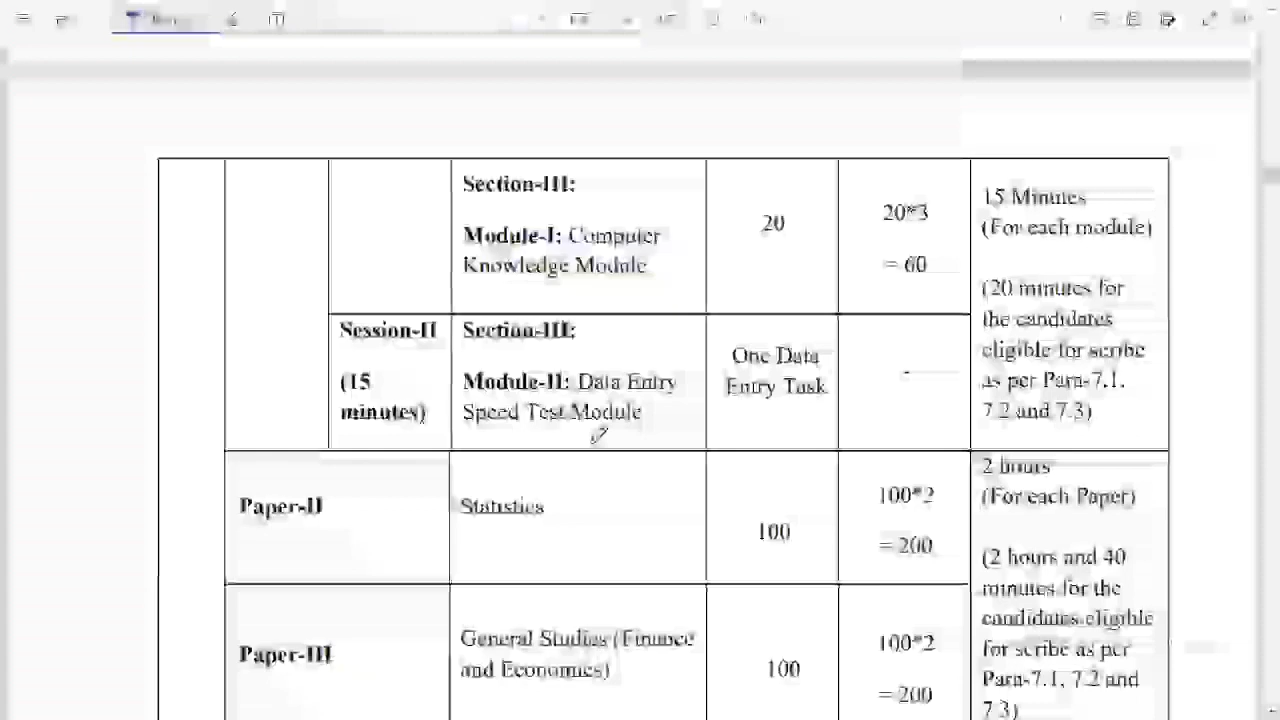 Section-III:
Module-I: Computer
Knowledge Module
20
20*3
= 60
15 Minutes
(For each module)
(20 minutes for
the candidates
eligible for scribe
as per Para-7.1,
7.2 and 7.3)
Session-II
(15
minutes)
Section-III:
Module-II: Data Entry
Speed Test Module
One Data
Entry Task
-
Paper-II
Statistics
100
100*2
= 200
2 hours
(For each Paper)
(2 hours and 40
minutes for the
candidates eligible
for scribe as per
Para-7.1, 7.2 and
7.3)
Paper-III
General Studies (Finance
and Economics)
100
100*2
= 200